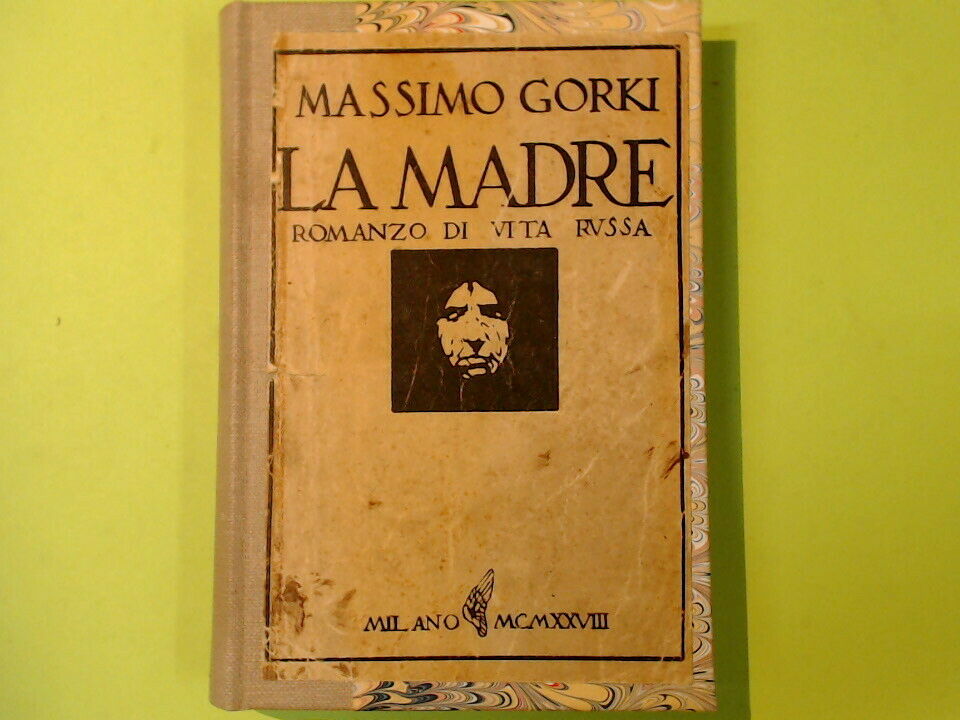 MASSIMO GORKI
LA MADRE
ROMANZO DI VITA RVSSA
MILANO MCMXXVIII